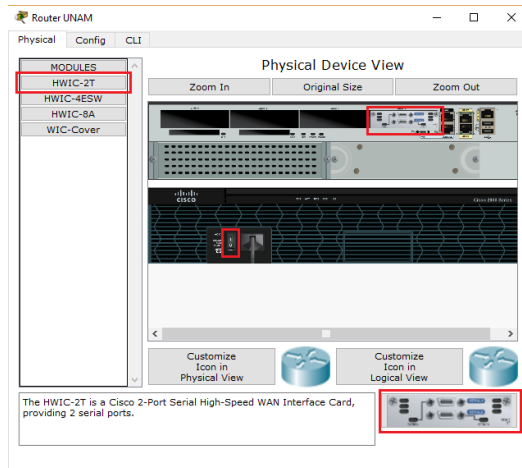 Router UNAM
Physical Config CLI
MODULES
HWIC-2T
HWIC-4ESW
HWIC-8A
WIC-Cover
Physical Device View
Zoom In Original Size Zoom Out
CISCO
Cisco 2900 Series
Customize
Icon in
Physical View
Customize
Icon in
Logical View
The HWIC-2T is a Cisco 2-Port Serial High-Speed WAN Interface Card,
providing 2 serial ports.